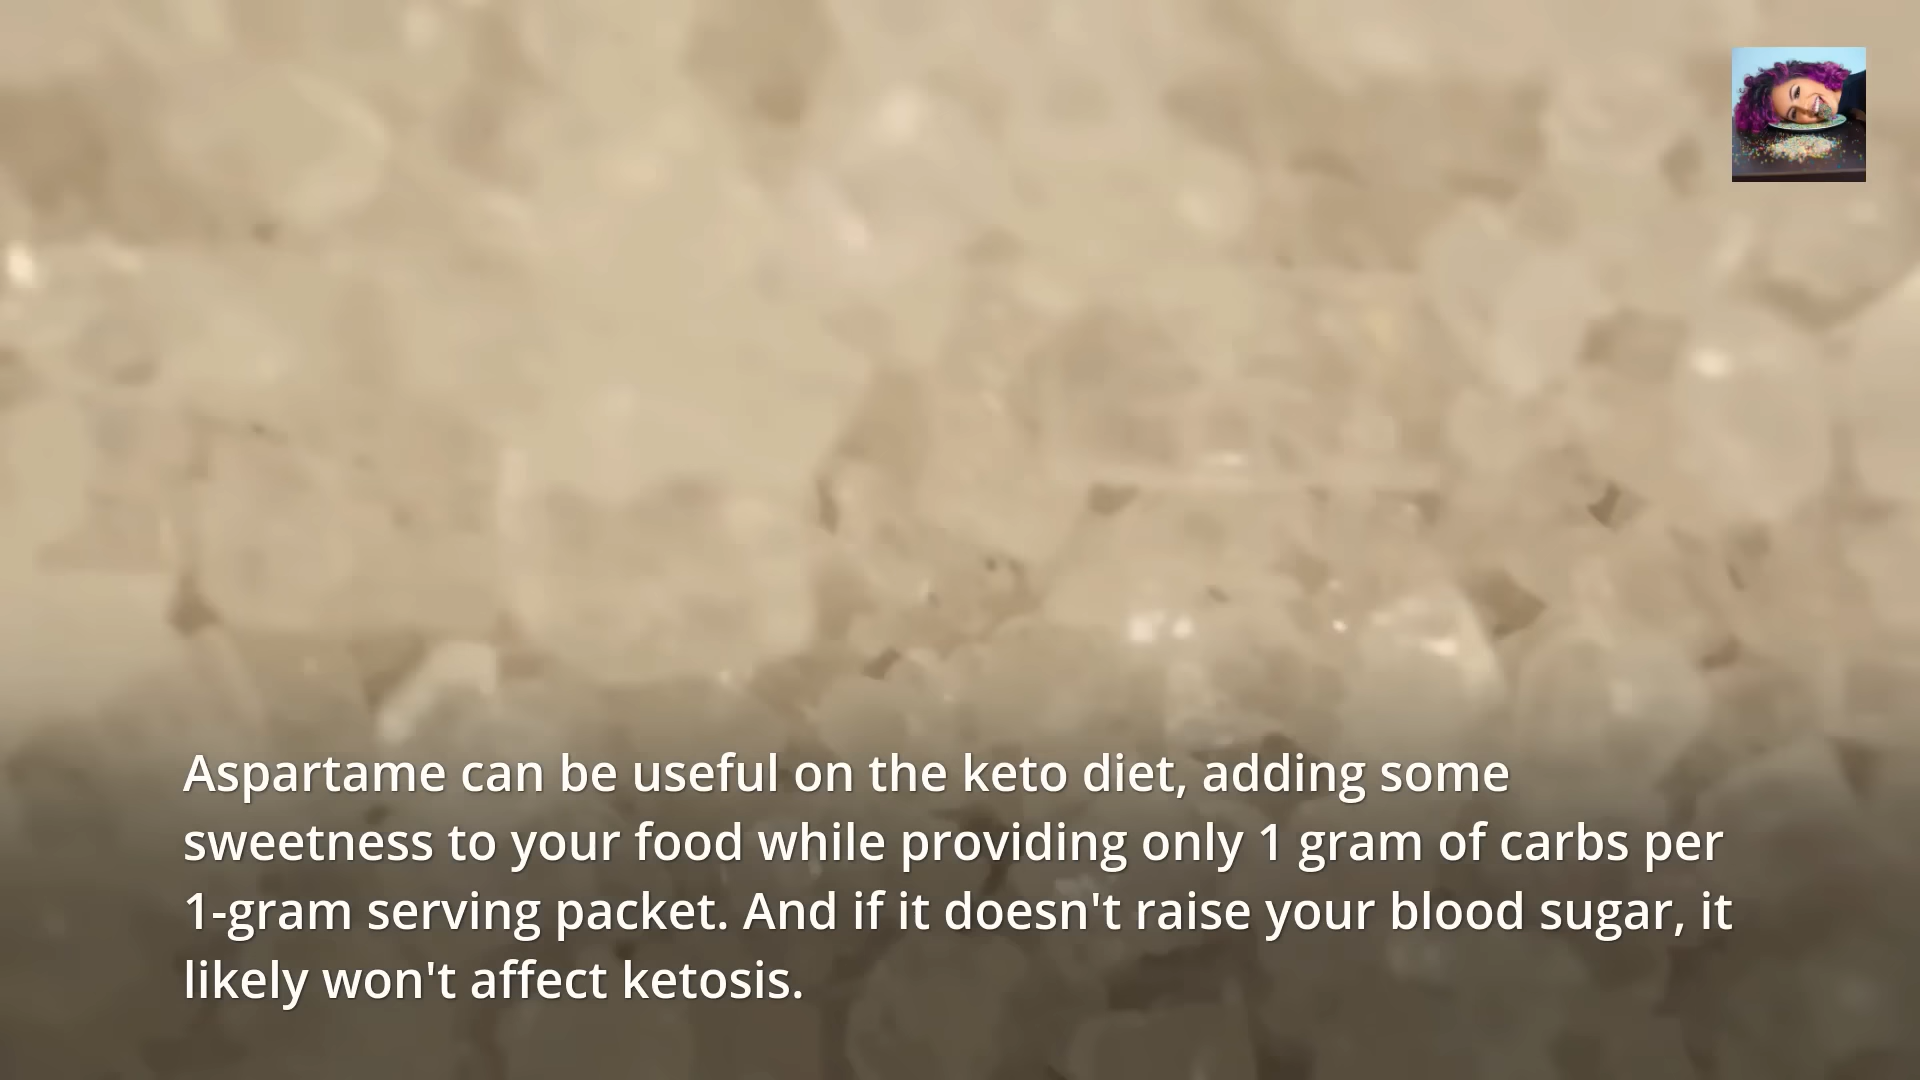 Aspartame can be useful on the keto diet, adding some
sweetness to your food while providing only 1 gram of carbs per
1-gram serving packet. And if it doesn't raise your blood sugar, it
likely won't affect ketosis.